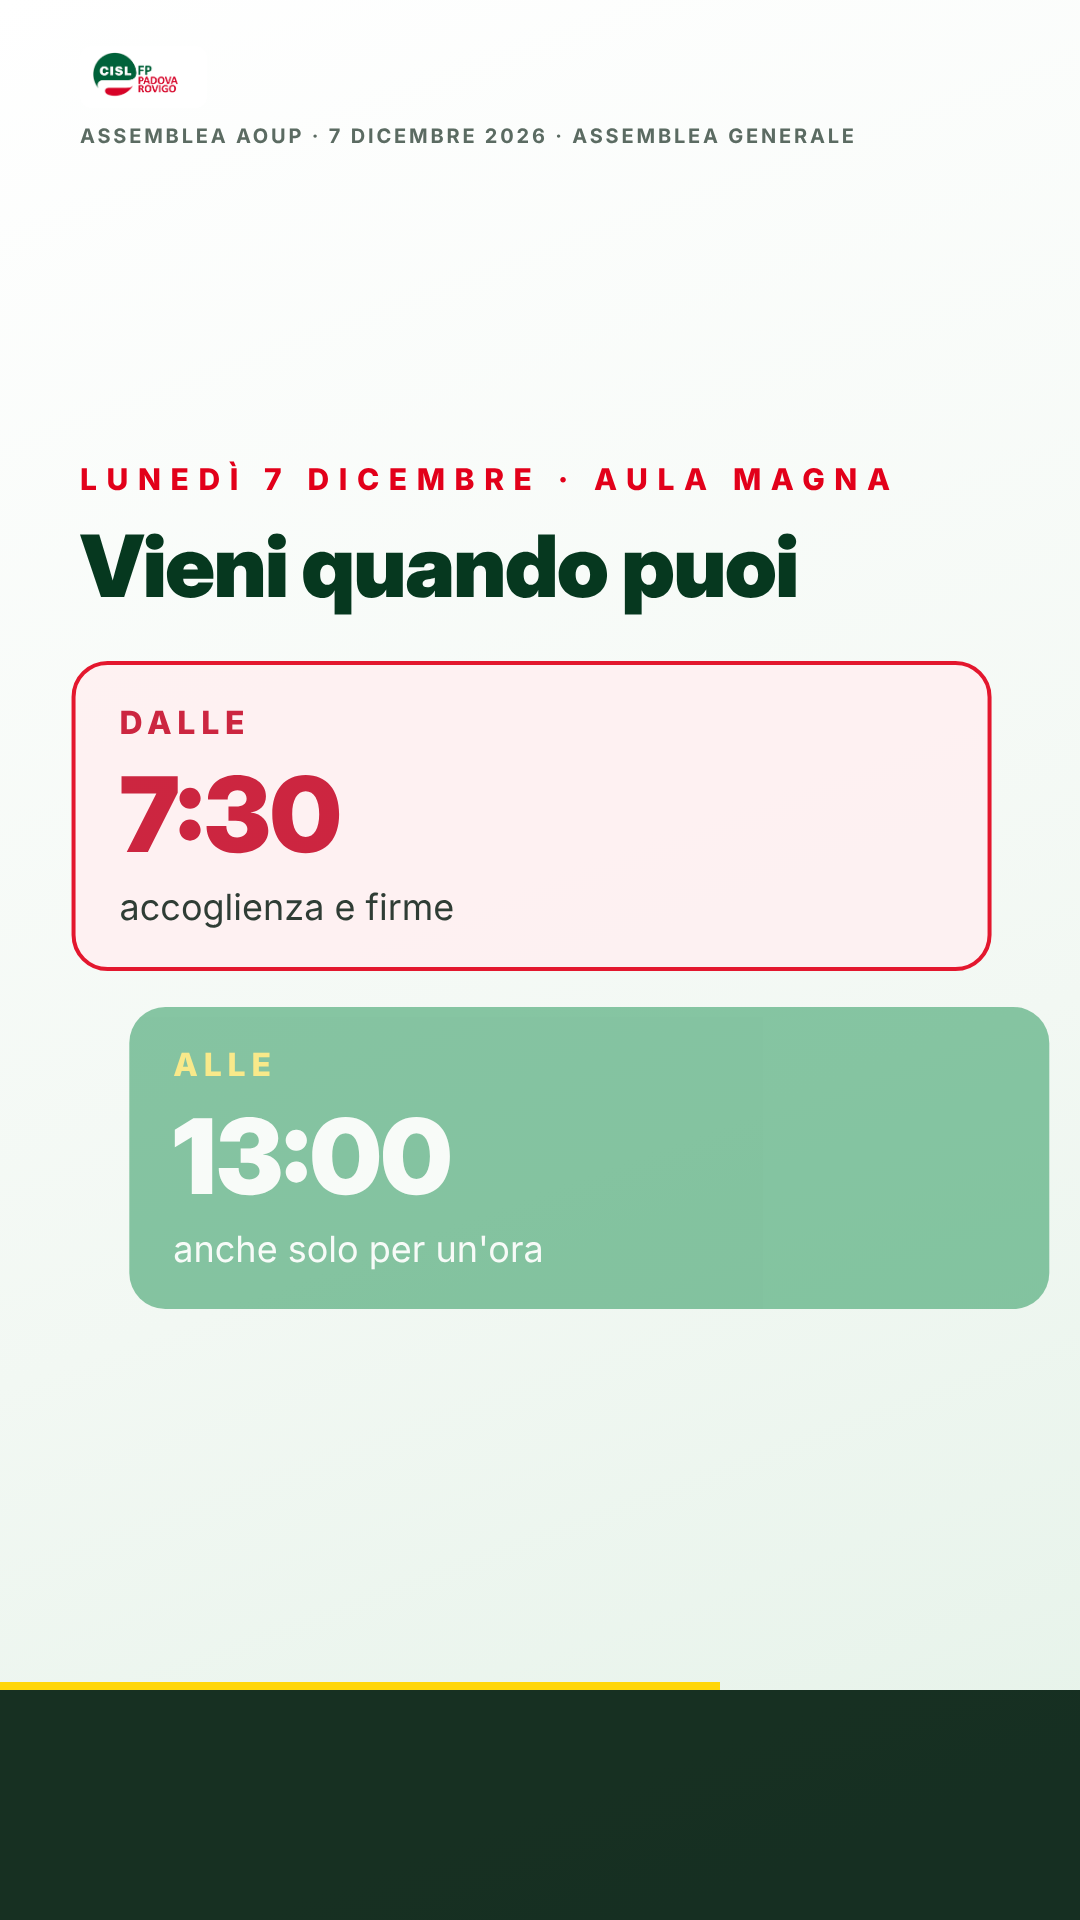 CISL FP
PADOVA
ROVIGO
ASSEMBLEA AOUP · 7 DICEMBRE 2026 · ASSEMBLEA GENERALE
LUNEDÌ 7 DICEMBRE · AULA MAGNA
Vieni quando puoi
DALLE
7:30
accoglienza e firme
ALLE
13:00
anche solo per un'ora